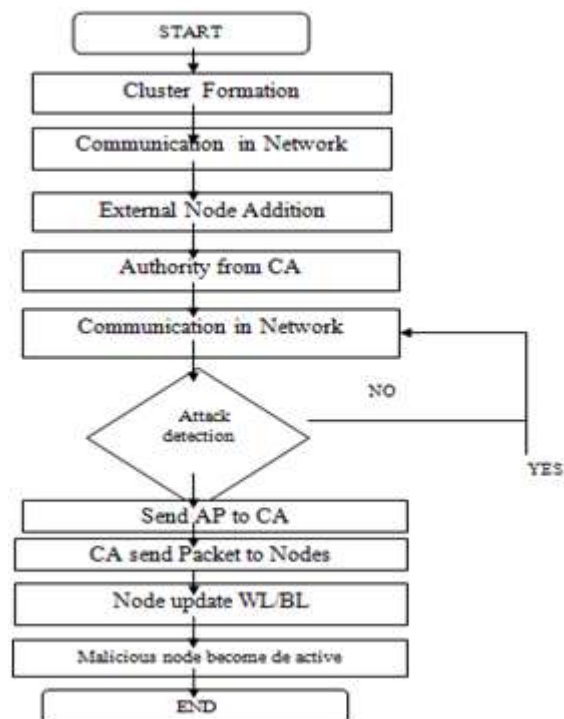 START
Cluster Formation
Communication in Network
External Node Addition
Authority from CA
Communication in Network
NO
Attack
detection
YES
Send AP to CA
CA send Packet to Nodes
Node update WL/BL
Malicious node become de active
END